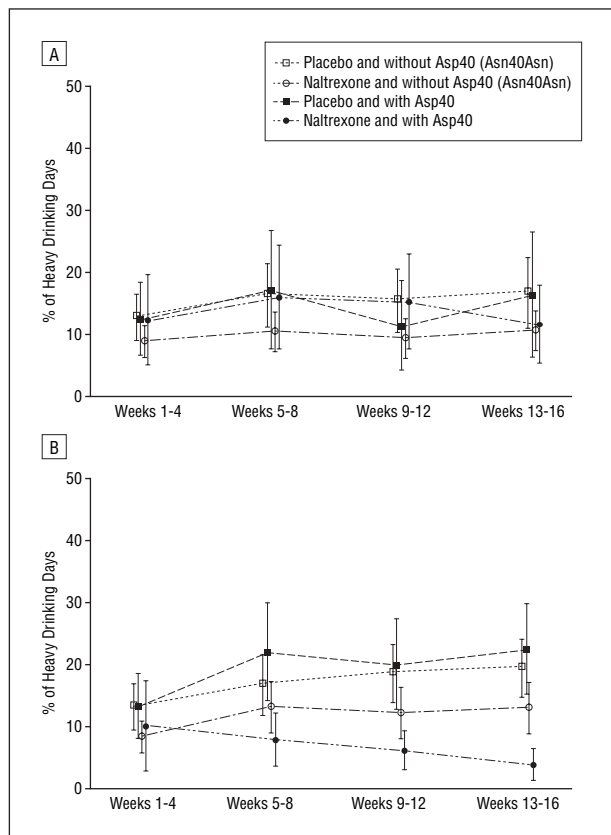 A
Placebo and without Asp40 (Asn40Asn)
Naltrexone and without Asp40 (Asn40Asn)
Placebo and with Asp40
Naltrexone and with Asp40
50
40
30
20
10
0
% of Heavy Drinking Days
Weeks 1-4
Weeks 5-8
Weeks 9-12
Weeks 13-16
B
50
40
30
20
10
0
% of Heavy Drinking Days
Weeks 1-4
Weeks 5-8
Weeks 9-12
Weeks 13-16